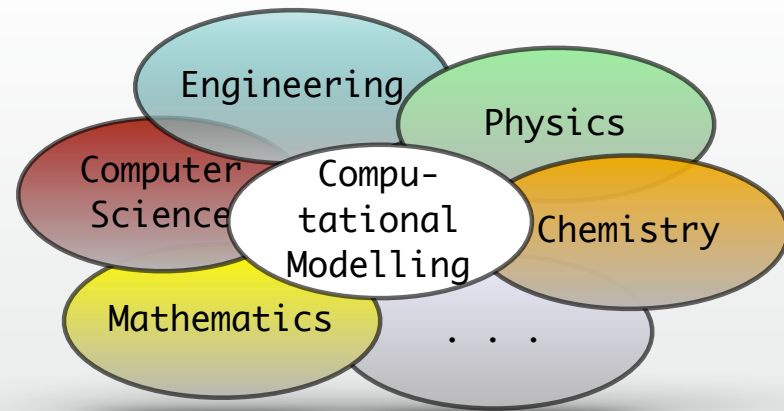 Engineering
Physics
Computer
Science
Compu-
tational
Modelling
Chemistry
Mathematics
. . .